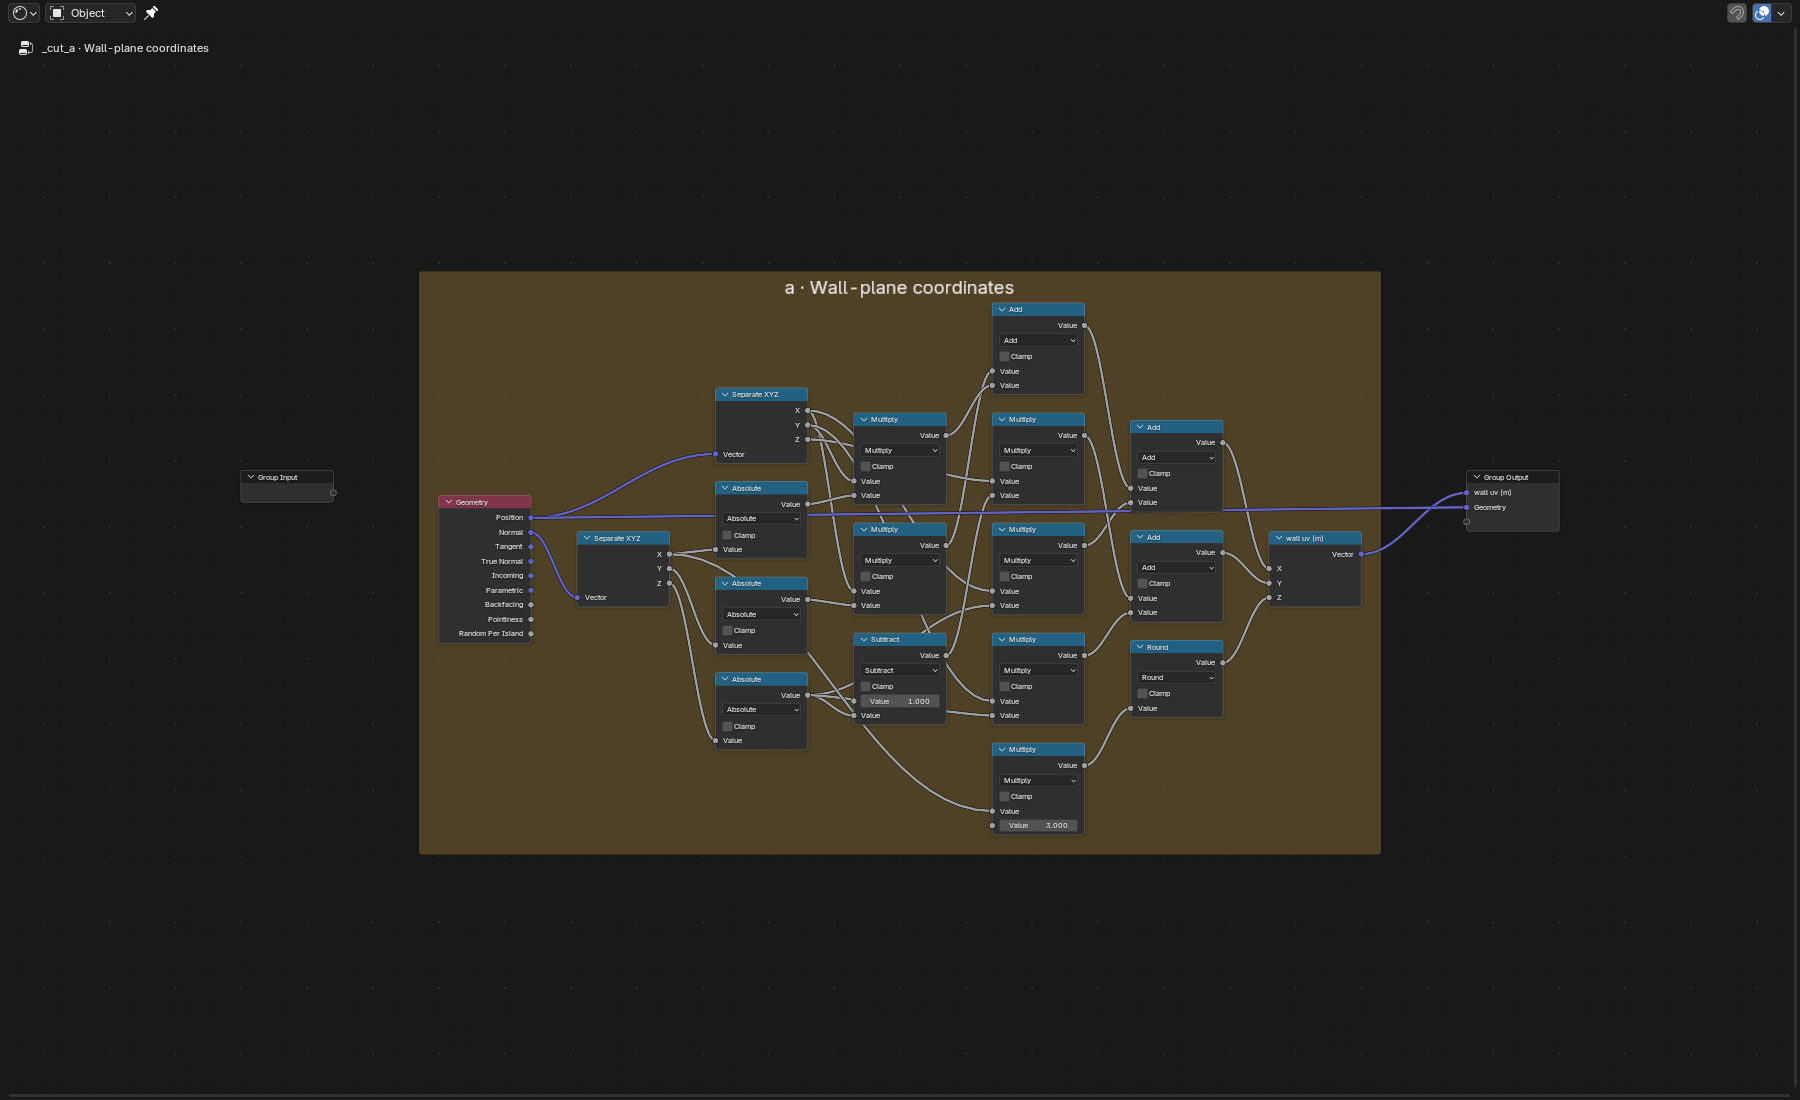 Object
_cut_a · Wall-plane coordinates
a · Wall-plane coordinates
Group Input
Geometry
Position
Normal
Tangent
True Normal
Incoming
Parametric
Backfacing
Pointiness
Random Per Island
Separate XYZ
X
Y
Z
Vector
Separate XYZ
X
Y
Z
Vector
Absolute
Value
Absolute
Clamp
Value
Absolute
Value
Absolute
Clamp
Value
Absolute
Value
Absolute
Clamp
Value
Multiply
Value
Multiply
Clamp
Value
Value
Multiply
Value
Multiply
Clamp
Value
Value
Subtract
Value
Subtract
Clamp
Value 1.000
Value
Add
Value
Add
Clamp
Value
Value
Multiply
Value
Multiply
Clamp
Value
Value
Multiply
Value
Multiply
Clamp
Value
Value
Multiply
Value
Multiply
Clamp
Value
Value
Multiply
Value
Multiply
Clamp
Value
Value 3.000
Add
Value
Add
Clamp
Value
Value
Add
Value
Add
Clamp
Value
Value
Round
Value
Round
Clamp
Value
wall uv (m)
Vector
X
Y
Z
Group Output
wall uv (m)
Geometry